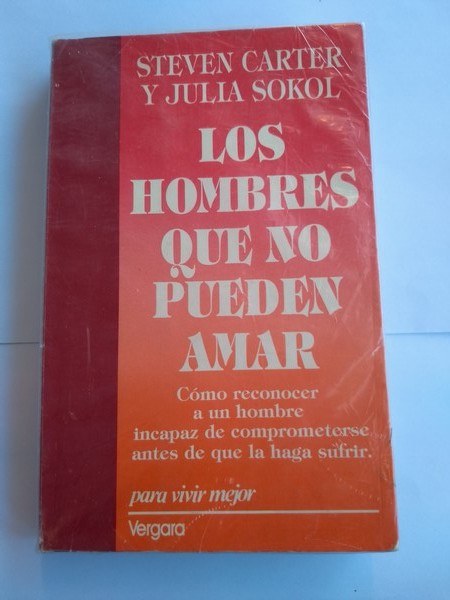 STEVEN CARTER
Y JULIA SOKOL
LOS
HOMBRES
QUE NO
PUEDEN
AMAR
Cómo reconocer
a un hombre
incapaz de comprometerse
antes de que la haga sufrir.
para vivir mejor
Vergara